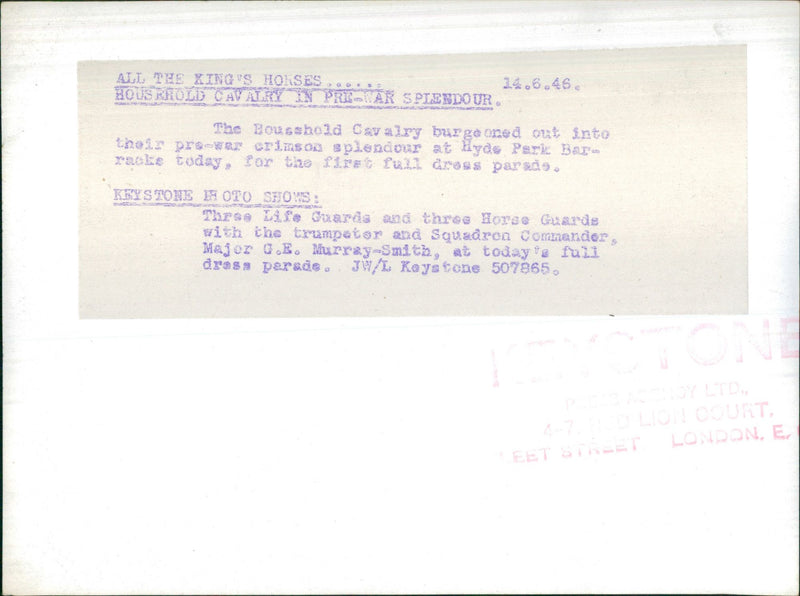 ALL THE KING'S HORSES...... 14.6.46.
HOUSEHOLD CAVALRY IN PRE-WAR SPLENDOUR.
The Household Cavalry burgeoned out into
their pre-war crimson splendour at Hyde Park Bar-
racks today, for the first full dress parade.
KEYSTONE PHOTO SHOWS:
Three Life Guards and three Horse Guards
with the trumpeter and Squadron Commander,
Major G.E. Murray-Smith, at today's full
dress parade. JW/L Keystone 507865.
KEYSTONE
PRESS AGENCY LTD.,
4-7, RED LION COURT,
EET STREET LONDON, E.